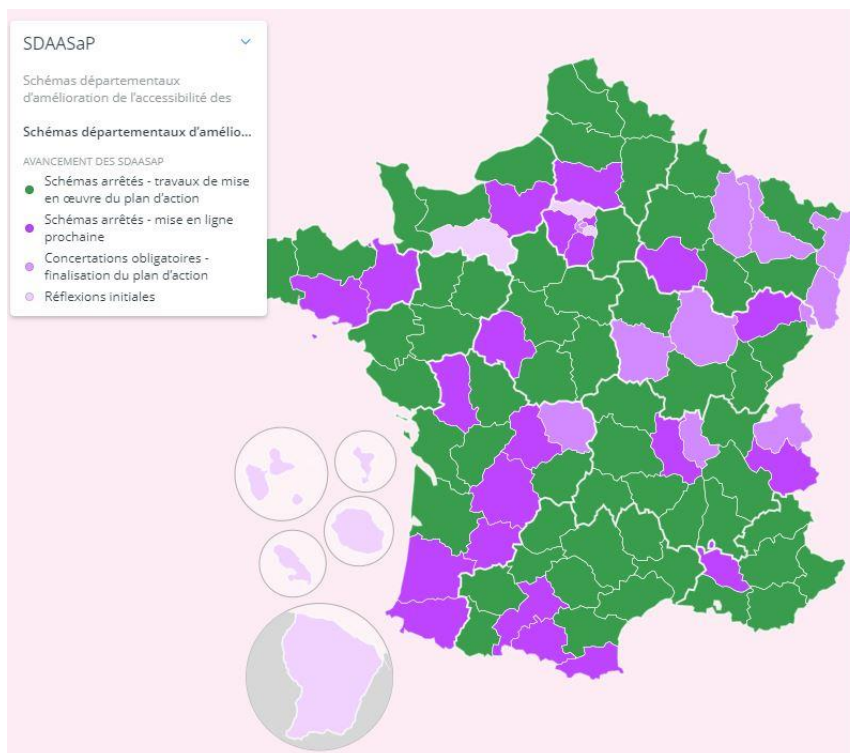 SDAASaP
Schémas départementaux
d'amélioration de l'accessibilité des
Schémas départementaux d'amélio...
AVANCEMENT DES SDAASAP
Schémas arrêtés - travaux de mise
en œuvre du plan d'action
Schémas arrêtés - mise en ligne
prochaine
Concertations obligatoires -
finalisation du plan d'action
Réflexions initiales